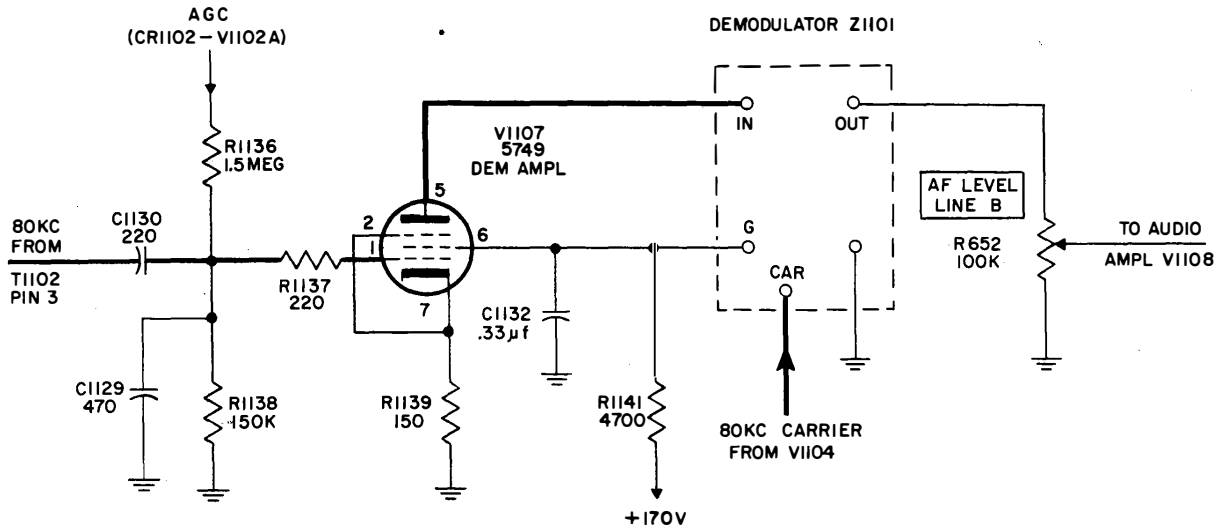 AGC
(CR1102-V1102A)
DEMODULATOR Z1101
R1136
1.5MEG
V1107
5749
DEM AMPL
IN
OUT
5
AF LEVEL
LINE B
80KC
FROM
T1102
PIN 3
C1130
220
2
1
6
7
R1137
220
G
CAR
R652
100K
TO AUDIO
AMPL V1108
C1132
.33µf
C1129
470
R1138
150K
R1139
150
R1141
4700
80KC CARRIER
FROM V1104
+170V